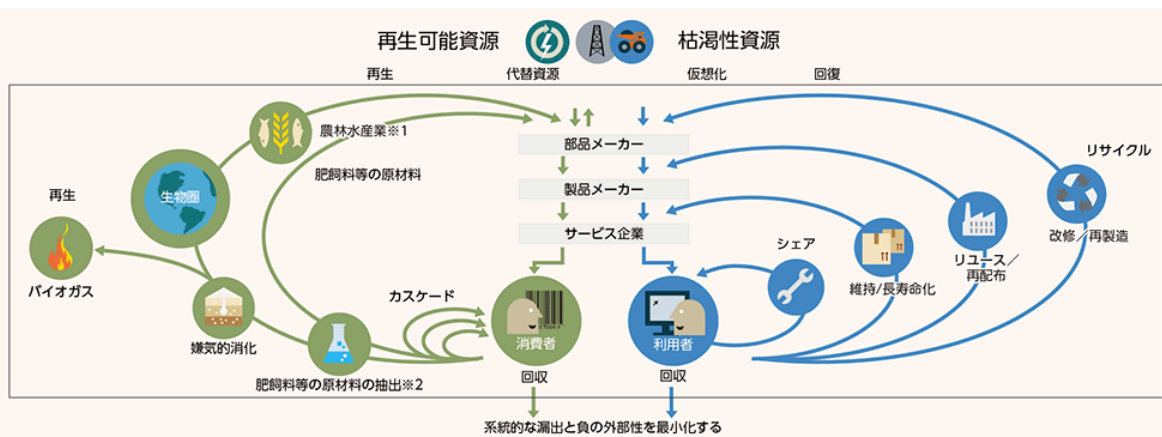 再生可能資源
枯渇性資源
再生
代替資源
仮想化
回復
農林水産業※1
部品メーカー
肥飼料等の原材料
リサイクル
生物圏
再生
製品メーカー
サービス企業
改修／再製造
シェア
リユース／
再配布
維持/長寿命化
バイオガス
カスケード
嫌気的消化
消費者
利用者
肥飼料等の原材料の抽出※2
回収
回収
系統的な漏出と負の外部性を最小化する